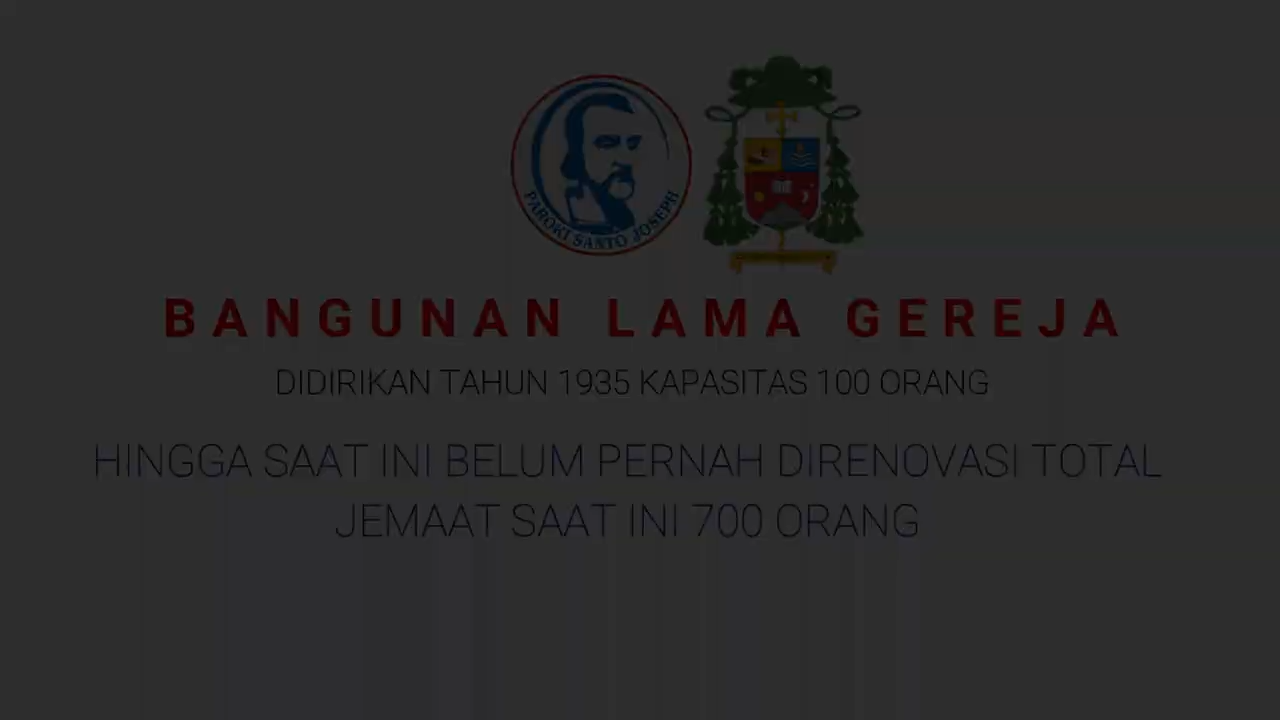 PAROKI SANTO JOSEPH
BANGUNAN LAMA GEREJA
DIDIRIKAN TAHUN 1935 KAPASITAS 100 ORANG
HINGGA SAAT INI BELUM PERNAH DIRENOVASI TOTAL
JEMAAT SAAT INI 700 ORANG